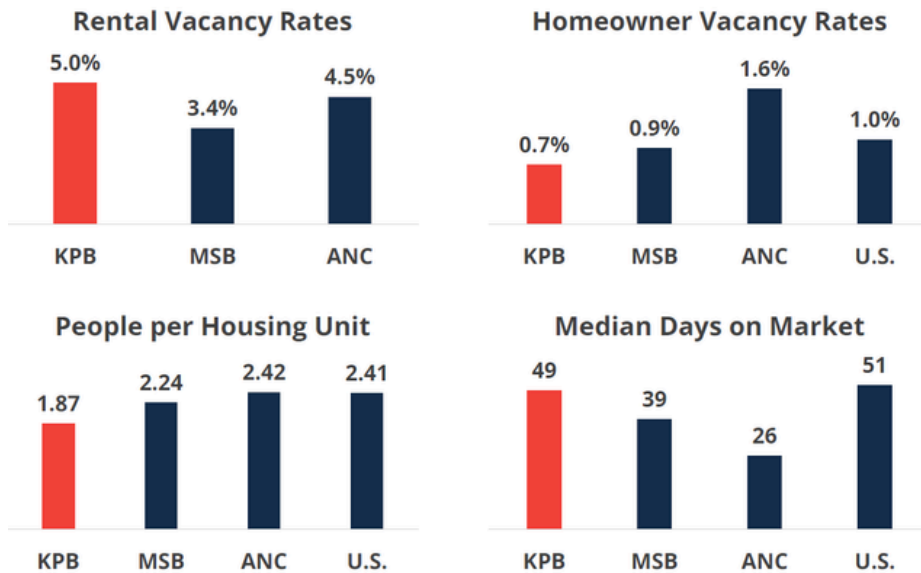 Rental Vacancy Rates
5.0%
3.4%
4.5%
KPB MSB ANC
Homeowner Vacancy Rates
0.7%
0.9%
1.6%
1.0%
KPB MSB ANC U.S.
People per Housing Unit
1.87
2.24
2.42
2.41
KPB MSB ANC U.S.
Median Days on Market
49
39
26
51
KPB MSB ANC U.S.